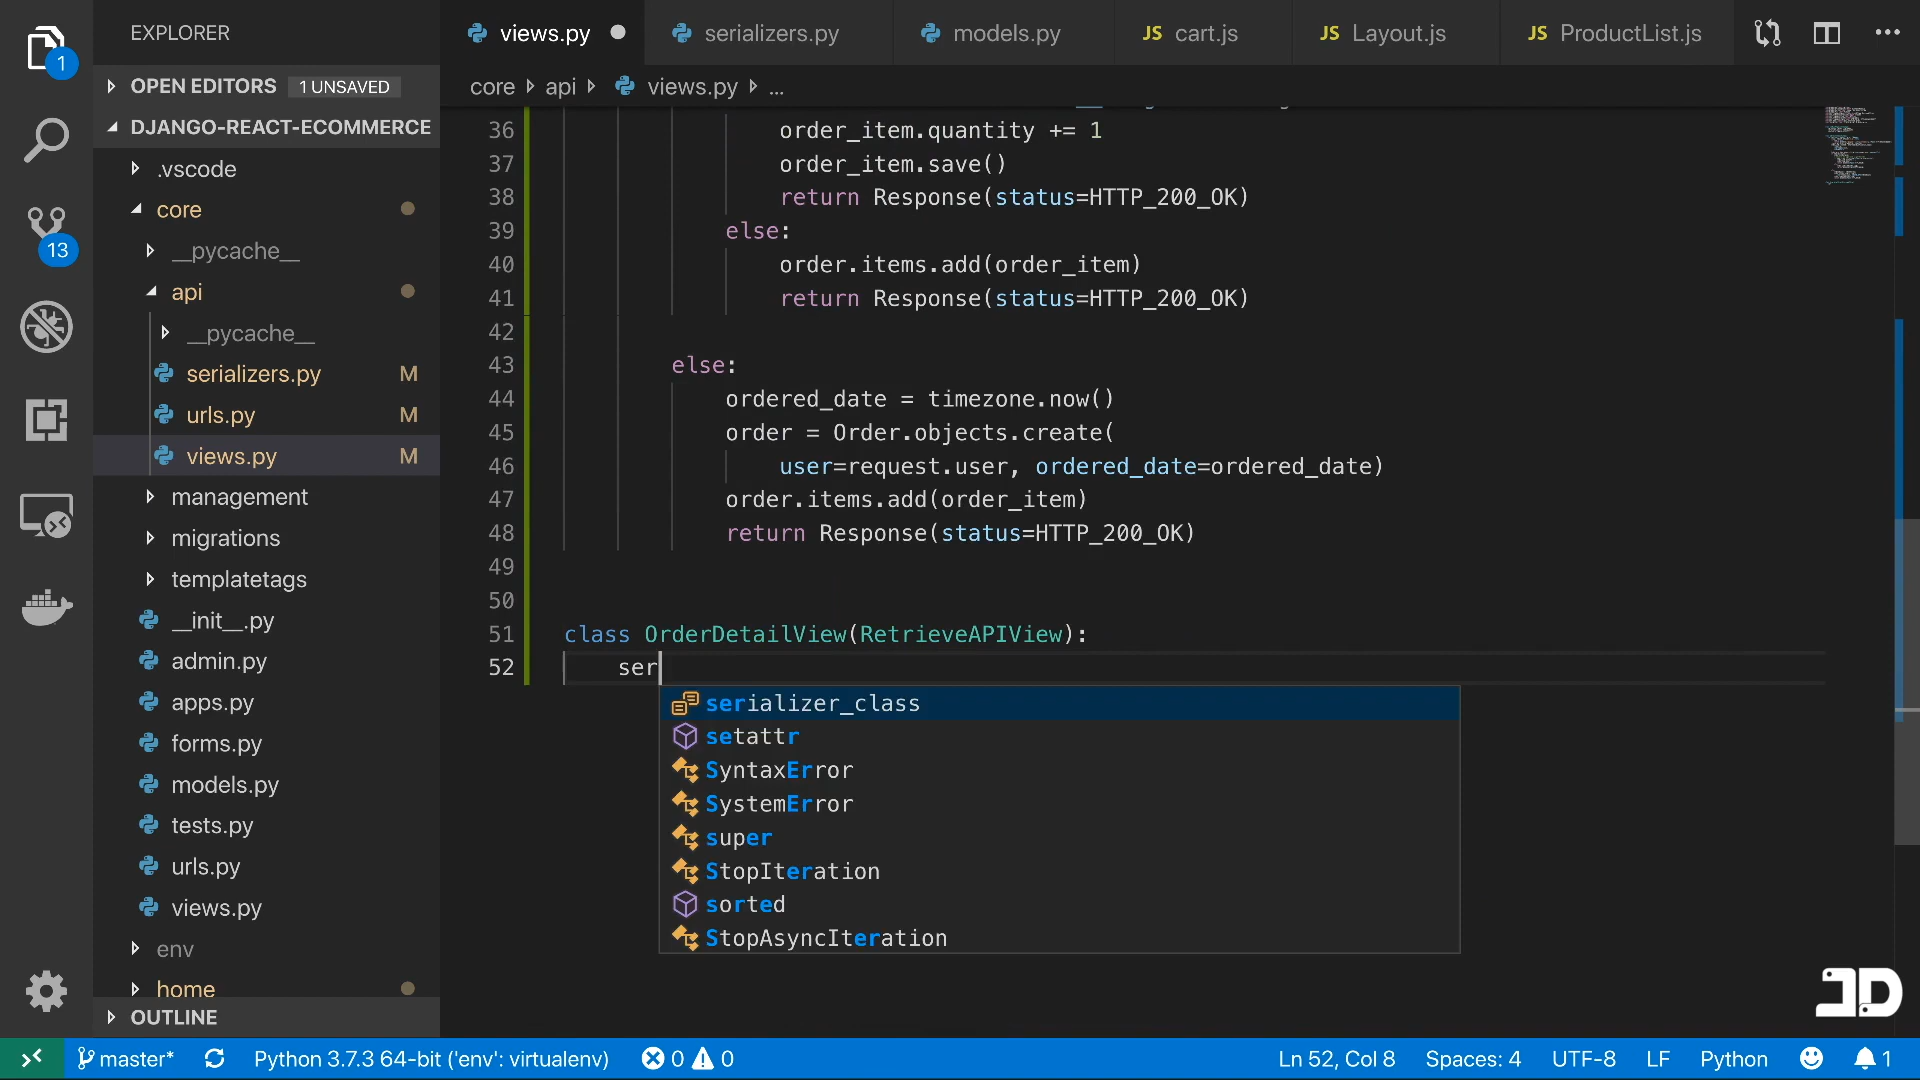 EXPLORER
views.py
serializers.py
JS cart.js
models.py
JS Layout.js
JS ProductList.js
1
OPEN EDITORS 1 UNSAVED
DJANGO-REACT-ECOMMERCE
.vscode
core
__pycache__
13
api
__pycache__
serializers.py M
urls.py M
views.py M
management
migrations
templatetags
__init__.py
admin.py
apps.py
forms.py
models.py
tests.py
urls.py
views.py
env
home
OUTLINE
core api views.py ...
36 order_item.quantity += 1
37 order_item.save()
38 return Response(status=HTTP_200_OK)
39 else:
40 order.items.add(order_item)
41 return Response(status=HTTP_200_OK)
42
43 else:
44 ordered_date = timezone.now()
45 order = Order.objects.create(
46 user=request.user, ordered_date=ordered_date)
47 order.items.add(order_item)
48 return Response(status=HTTP_200_OK)
49
50
51 class OrderDetailView(RetrieveAPIView):
52 ser
serializer_class
setattr
SyntaxError
SystemError
super
StopIteration
sorted
StopAsyncIteration
JD
master* Python 3.7.3 64-bit ('env': virtualenv) 0 0 Ln 52, Col 8 Spaces: 4 UTF-8 LF Python 1